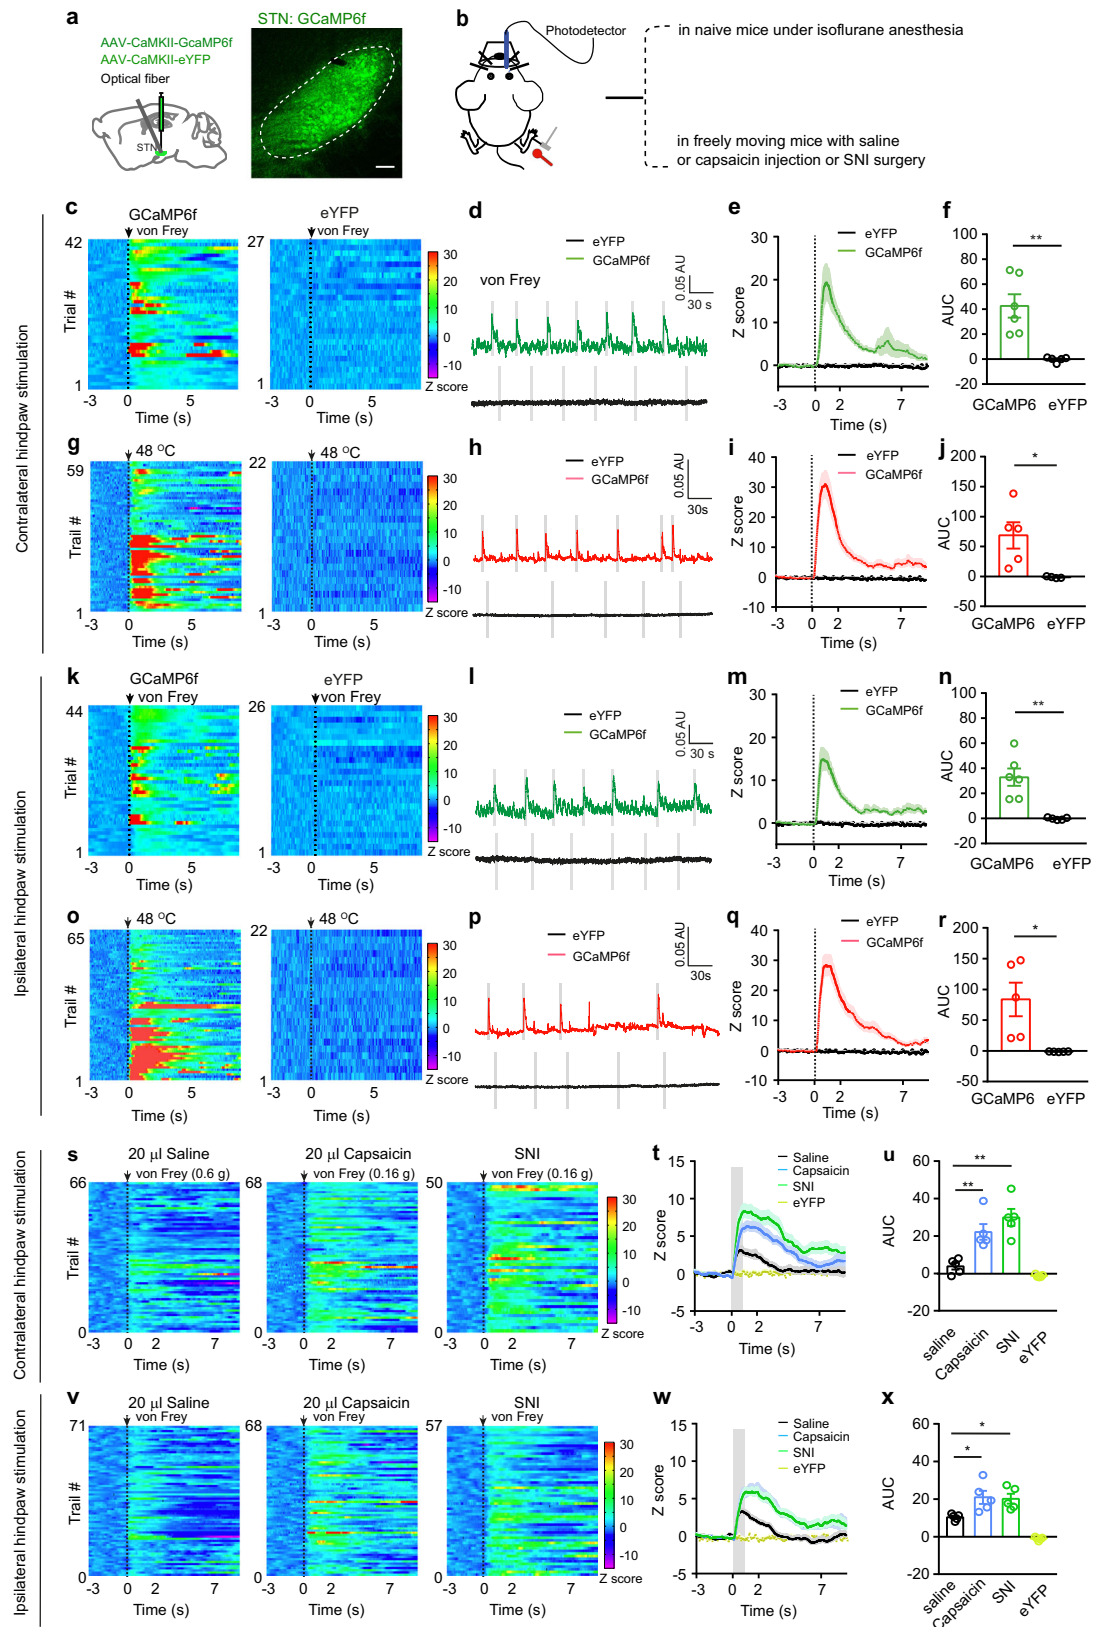 a
STN: GCaMP6f
AAV-CaMKII-GcaMP6f
AAV-CaMKII-eYFP
Optical fiber
STN
b
Photodetector
in naive mice under isoflurane anesthesia
in freely moving mice with saline
or capsaicin injection or SNI surgery
Contralateral hindpaw stimulation
c
GCaMP6f
von Frey
42
Trial #
1
-3 0 5
Time (s)
eYFP
von Frey
27
1
-3 0 5
Time (s)
30
20
10
0
-10
Z score
d
eYFP
GCaMP6f
von Frey
0.05 AU
30 s
e
eYFP
GCaMP6f
Z score
30
20
10
0
-3 0 2 7
Time (s)
f
**
AUC
100
80
60
40
20
0
-20
GCaMP6 eYFP
g
48 °C
59
Trail #
1
-3 0 5
Time (s)
48 °C
22
1
-3 0 5
Time (s)
30
20
10
0
-10
Z score
h
eYFP
GCaMP6f
0.05 AU
30s
i
eYFP
GCaMP6f
Z score
40
30
20
10
0
-10
-3 0 2 7
Time (s)
j
*
AUC
200
150
100
50
0
-50
GCaMP6 eYFP
Ipsilateral hindpaw stimulation
k
GCaMP6f
von Frey
44
Trial #
1
-3 0 5
Time (s)
eYFP
von Frey
26
1
-3 0 5
Time (s)
30
20
10
0
-10
Z score
l
eYFP
GCaMP6f
0.05 AU
30 s
m
eYFP
GCaMP6f
Z score
30
20
10
0
-3 0 2 7
Time (s)
n
**
AUC
100
80
60
40
20
0
-20
GCaMP6 eYFP
o
48 °C
65
Trail #
1
-3 0 5
Time (s)
48 °C
22
1
-3 0 5
Time (s)
30
20
10
0
-10
Z score
p
eYFP
GCaMP6f
0.05 AU
30s
q
eYFP
GCaMP6f
Z score
40
30
20
10
0
-10
-3 0 2 7
Time (s)
r
*
AUC
200
150
100
50
0
-50
GCaMP6 eYFP
Contralateral hindpaw stimulation
s
20 µl Saline
von Frey (0.6 g)
66
Trail #
0
-3 0 2 7
Time (s)
20 µl Capsaicin
von Frey (0.16 g)
68
0
-3 0 2 7
Time (s)
SNI
von Frey (0.16 g)
50
0
-3 0 2 7
Time (s)
30
20
10
0
-10
Z score
t
Saline
Capsaicin
SNI
eYFP
Z score
15
10
5
0
-5
-3 0 2 7
Time (s)
u
**
**
AUC
60
40
20
0
-20
saline
Capsaicin
SNI
eYFP
Ipsilateral hindpaw stimulation
v
20 µl Saline
von Frey
71
Trail #
0
-3 0 2 7
Time (s)
20 µl Capsaicin
von Frey
68
0
-3 0 2 7
Time (s)
SNI
von Frey
57
0
-3 0 2 7
Time (s)
30
20
10
0
-10
Z score
w
Saline
Capsaicin
SNI
eYFP
Z score
15
10
5
0
-5
-3 0 2 7
Time (s)
x
*
*
AUC
60
40
20
0
-20
saline
Capsaicin
SNI
eYFP